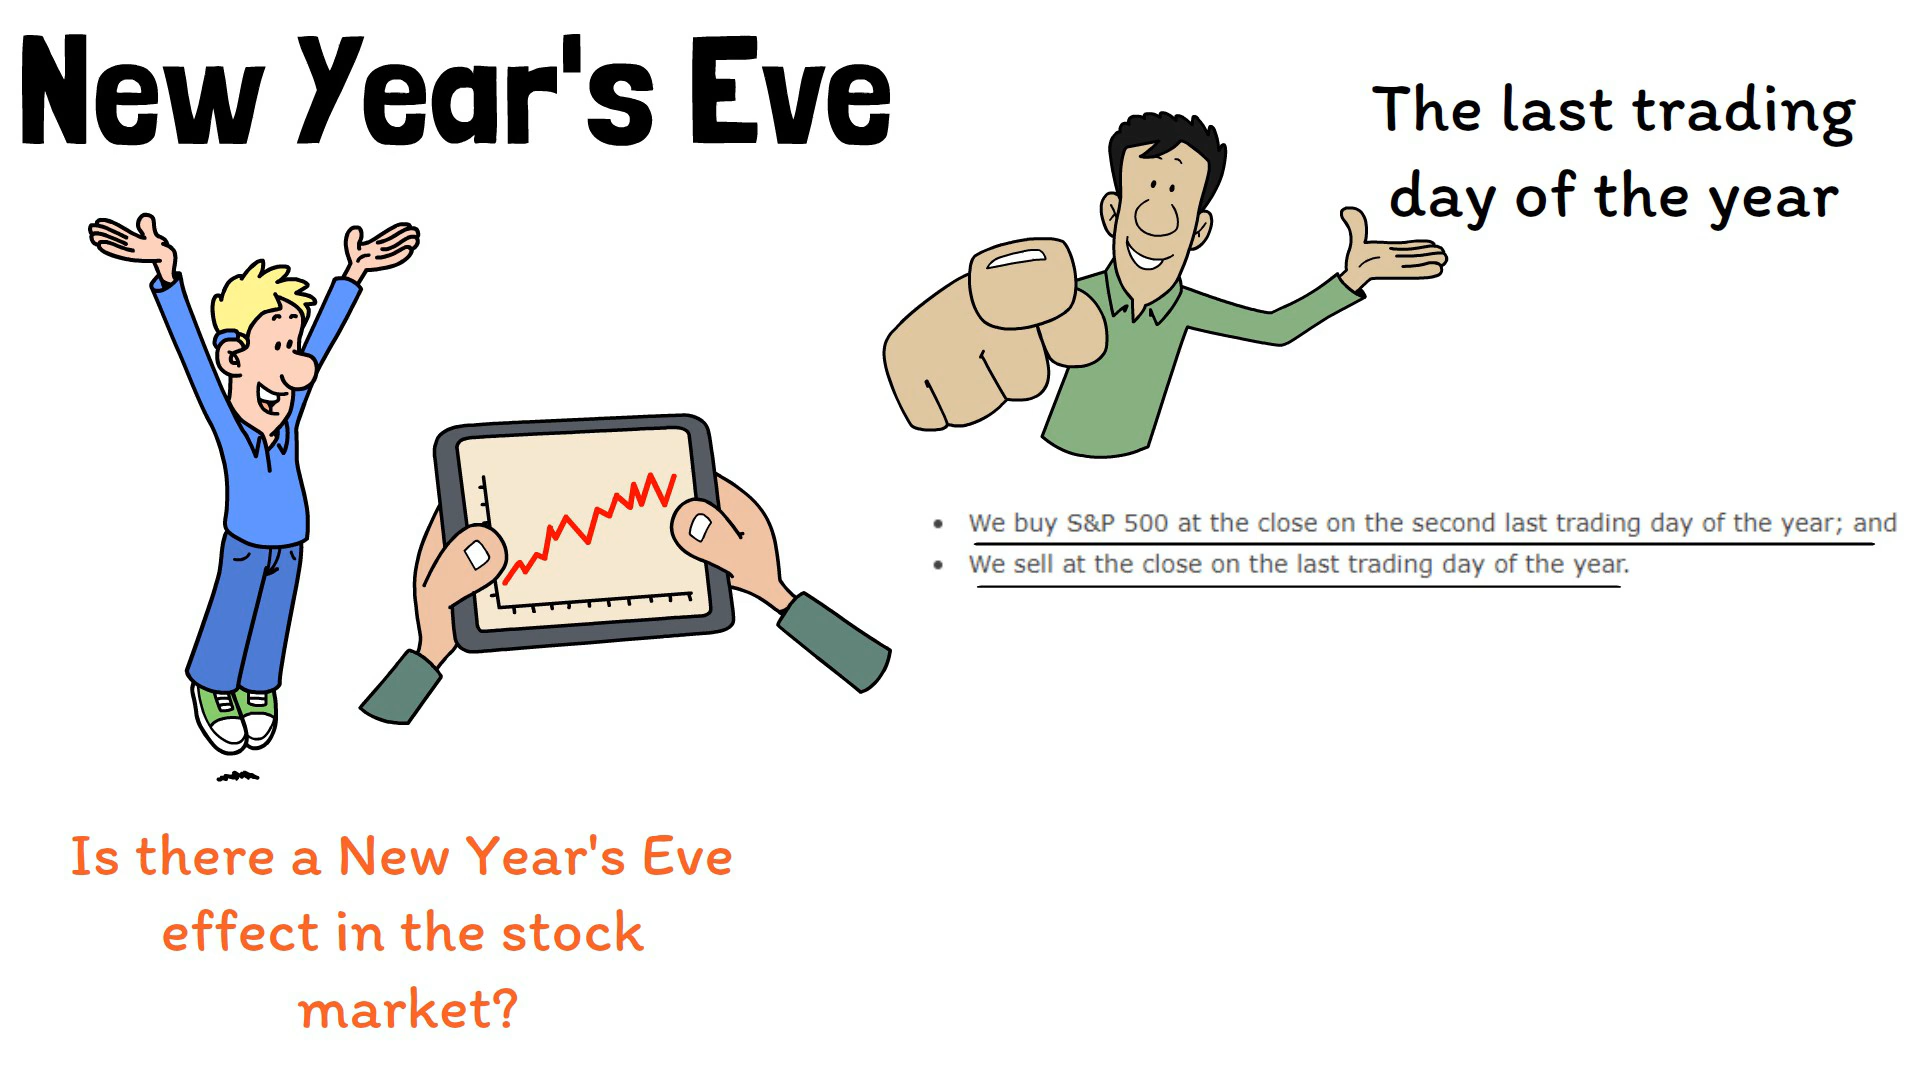 New Year's Eve
The last trading
day of the year
• We buy S&P 500 at the close on the second last trading day of the year; and
• We sell at the close on the last trading day of the year.
Is there a New Year's Eve
effect in the stock
market?